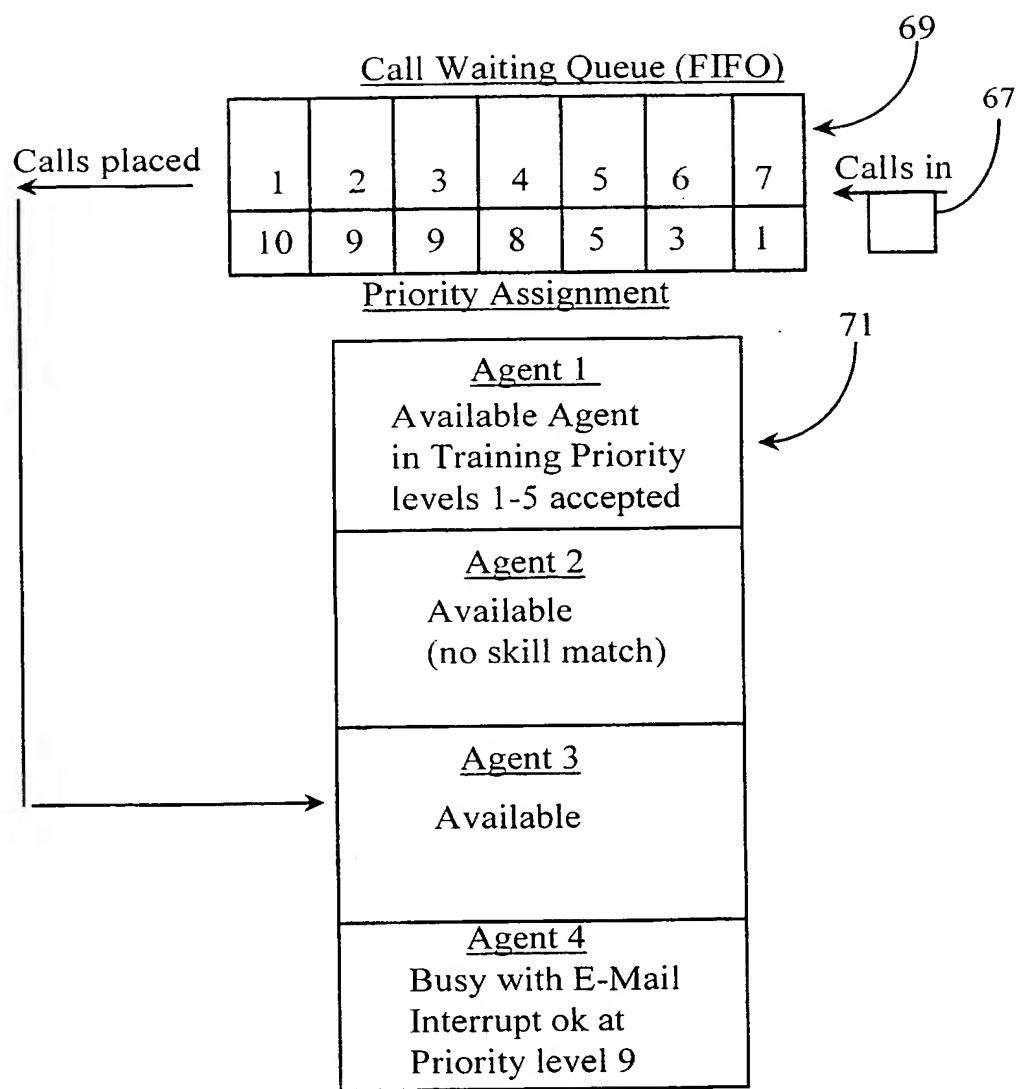 69
Call Waiting Queue (FIFO)
67
Calls placed
Calls in
1 2 3 4 5 6 7
10 9 9 8 5 3 1
Priority Assignment
71
Agent 1
Available Agent
in Training Priority
levels 1-5 accepted
Agent 2
Available
(no skill match)
Agent 3
Available
Agent 4
Busy with E-Mail
Interrupt ok at
Priority level 9